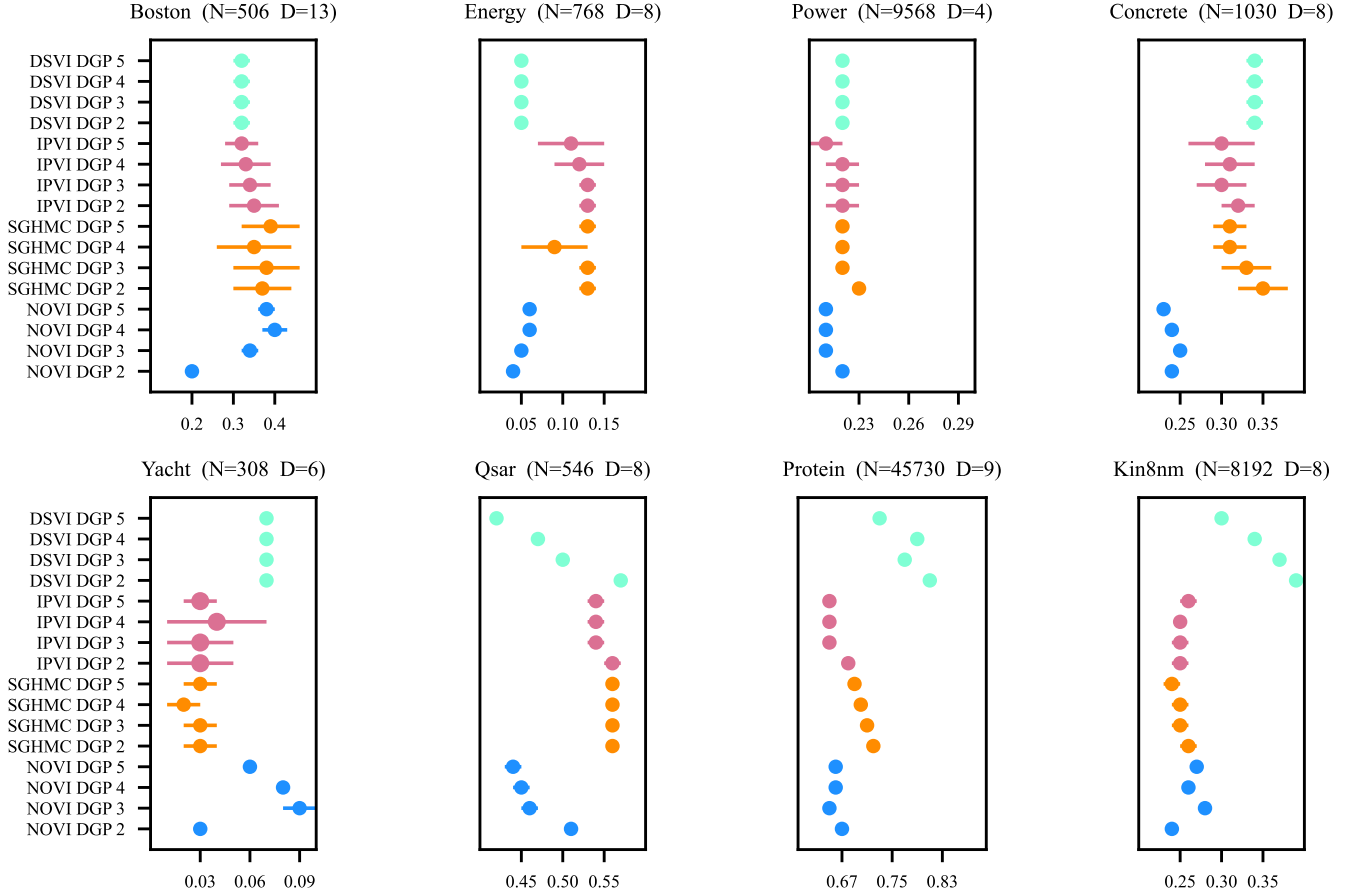 Boston (N=506 D=13)
Energy (N=768 D=8)
Power (N=9568 D=4)
Concrete (N=1030 D=8)
DSVI DGP 5
DSVI DGP 4
DSVI DGP 3
DSVI DGP 2
IPVI DGP 5
IPVI DGP 4
IPVI DGP 3
IPVI DGP 2
SGHMC DGP 5
SGHMC DGP 4
SGHMC DGP 3
SGHMC DGP 2
NOVI DGP 5
NOVI DGP 4
NOVI DGP 3
NOVI DGP 2
0.2 0.3 0.4
0.05 0.10 0.15
0.23 0.26 0.29
0.25 0.30 0.35
Yacht (N=308 D=6)
Qsar (N=546 D=8)
Protein (N=45730 D=9)
Kin8nm (N=8192 D=8)
DSVI DGP 5
DSVI DGP 4
DSVI DGP 3
DSVI DGP 2
IPVI DGP 5
IPVI DGP 4
IPVI DGP 3
IPVI DGP 2
SGHMC DGP 5
SGHMC DGP 4
SGHMC DGP 3
SGHMC DGP 2
NOVI DGP 5
NOVI DGP 4
NOVI DGP 3
NOVI DGP 2
0.03 0.06 0.09
0.45 0.50 0.55
0.67 0.75 0.83
0.25 0.30 0.35